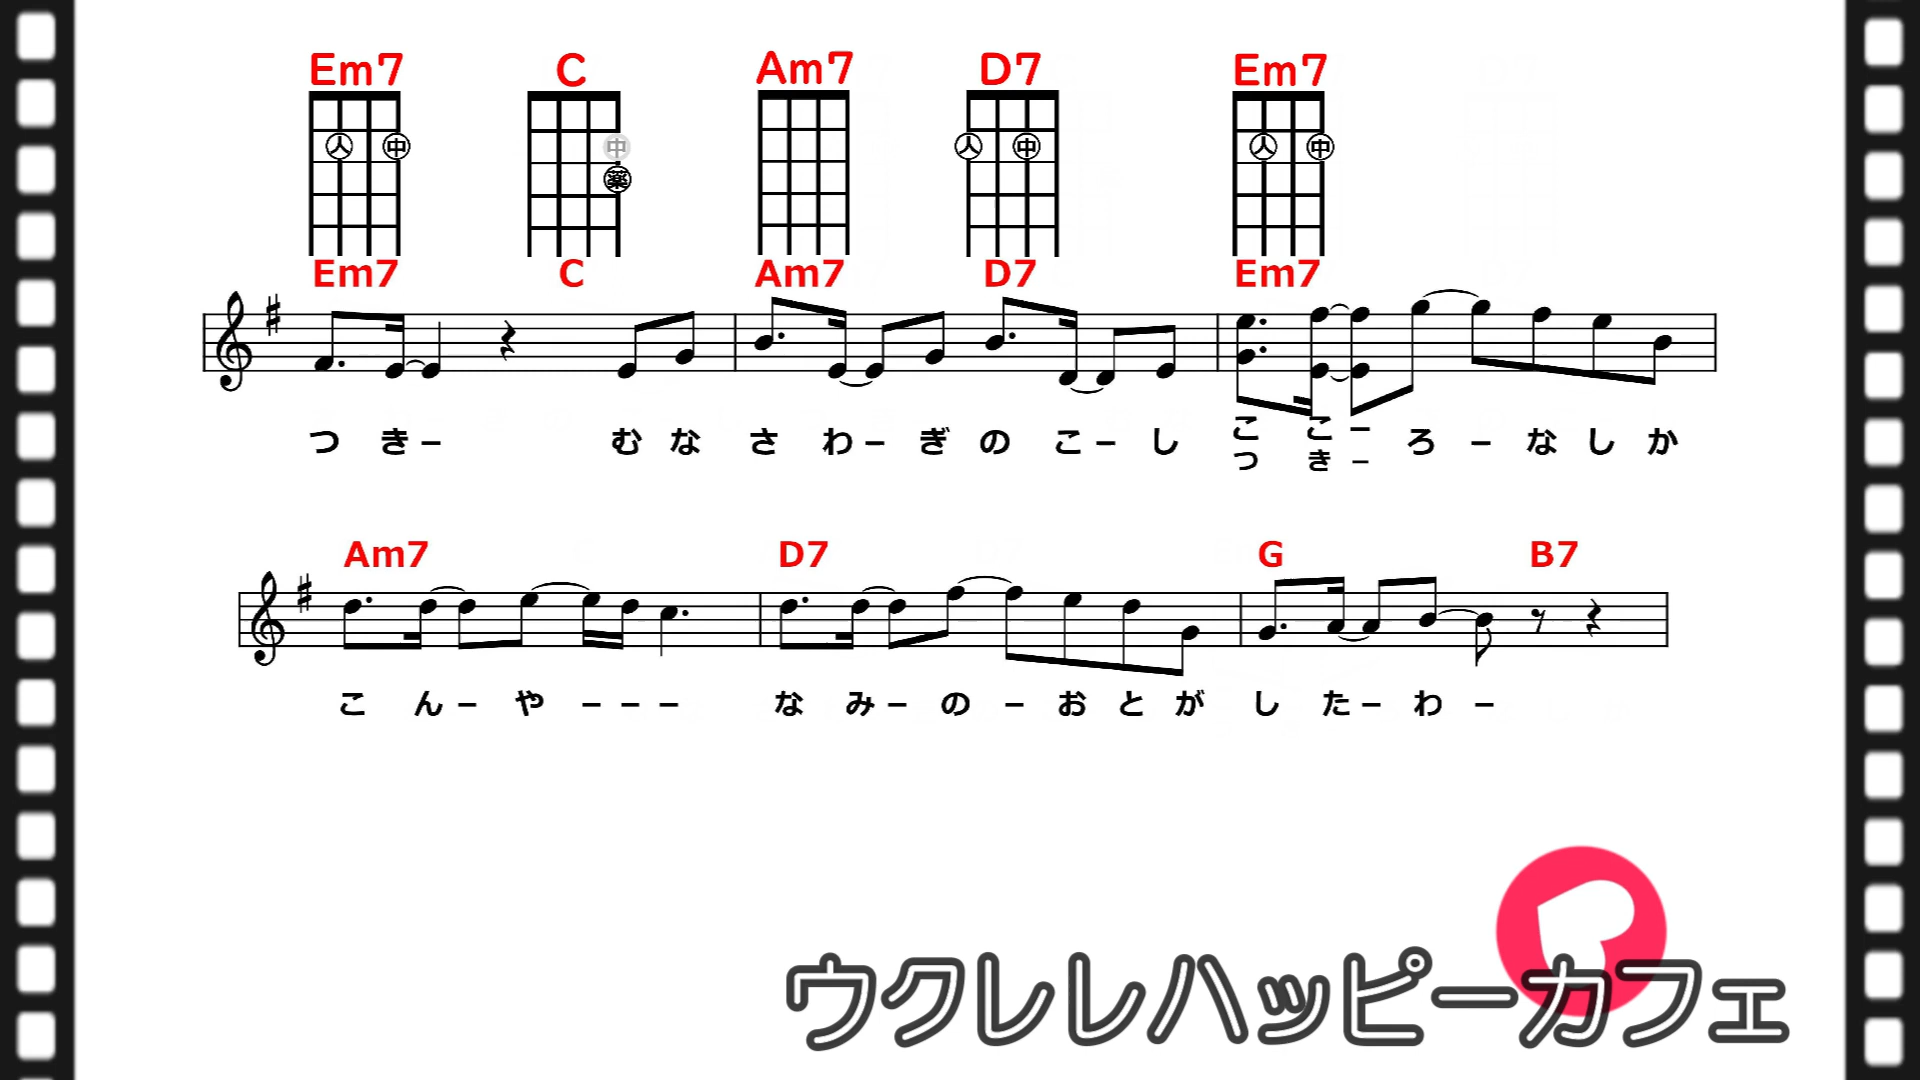 Em7 C Am7 D7 Em7
人 中 中 薬 人 中 人 中
Em7 C Am7 D7 Em7
つ き– む な さ わ–ぎ の こ–し こ こ–ろ – な し か
つ き –
Am7 D7 G B7
こ ん– や – – – な み– の – お と が し た– わ –
ウクレレハッピーカフェ